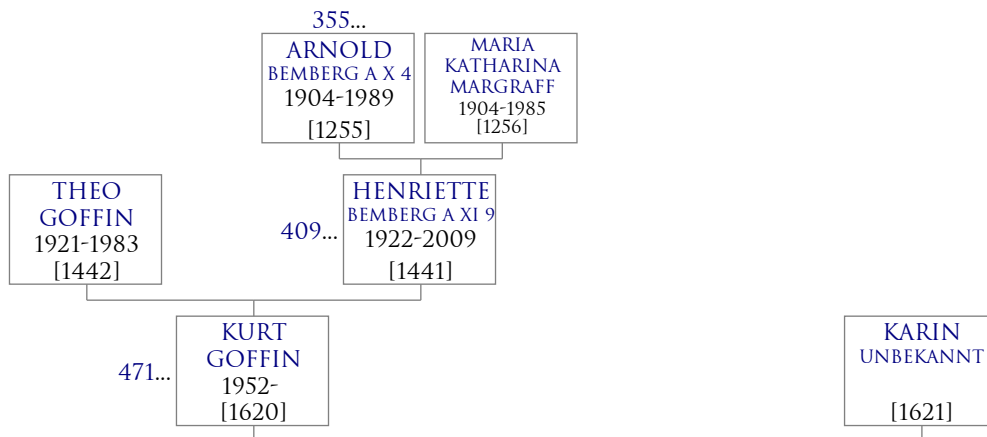 355...
ARNOLD
BEMBERG A X 4
1904-1989
[1255]
MARIA
KATHARINA
MARGRAFF
1904-1985
[1256]
THEO
GOFFIN
1921-1983
[1442]
409...
HENRIETTE
BEMBERG A XI 9
1922-2009
[1441]
471...
KURT
GOFFIN
1952-
[1620]
KARIN
UNBEKANNT
[1621]